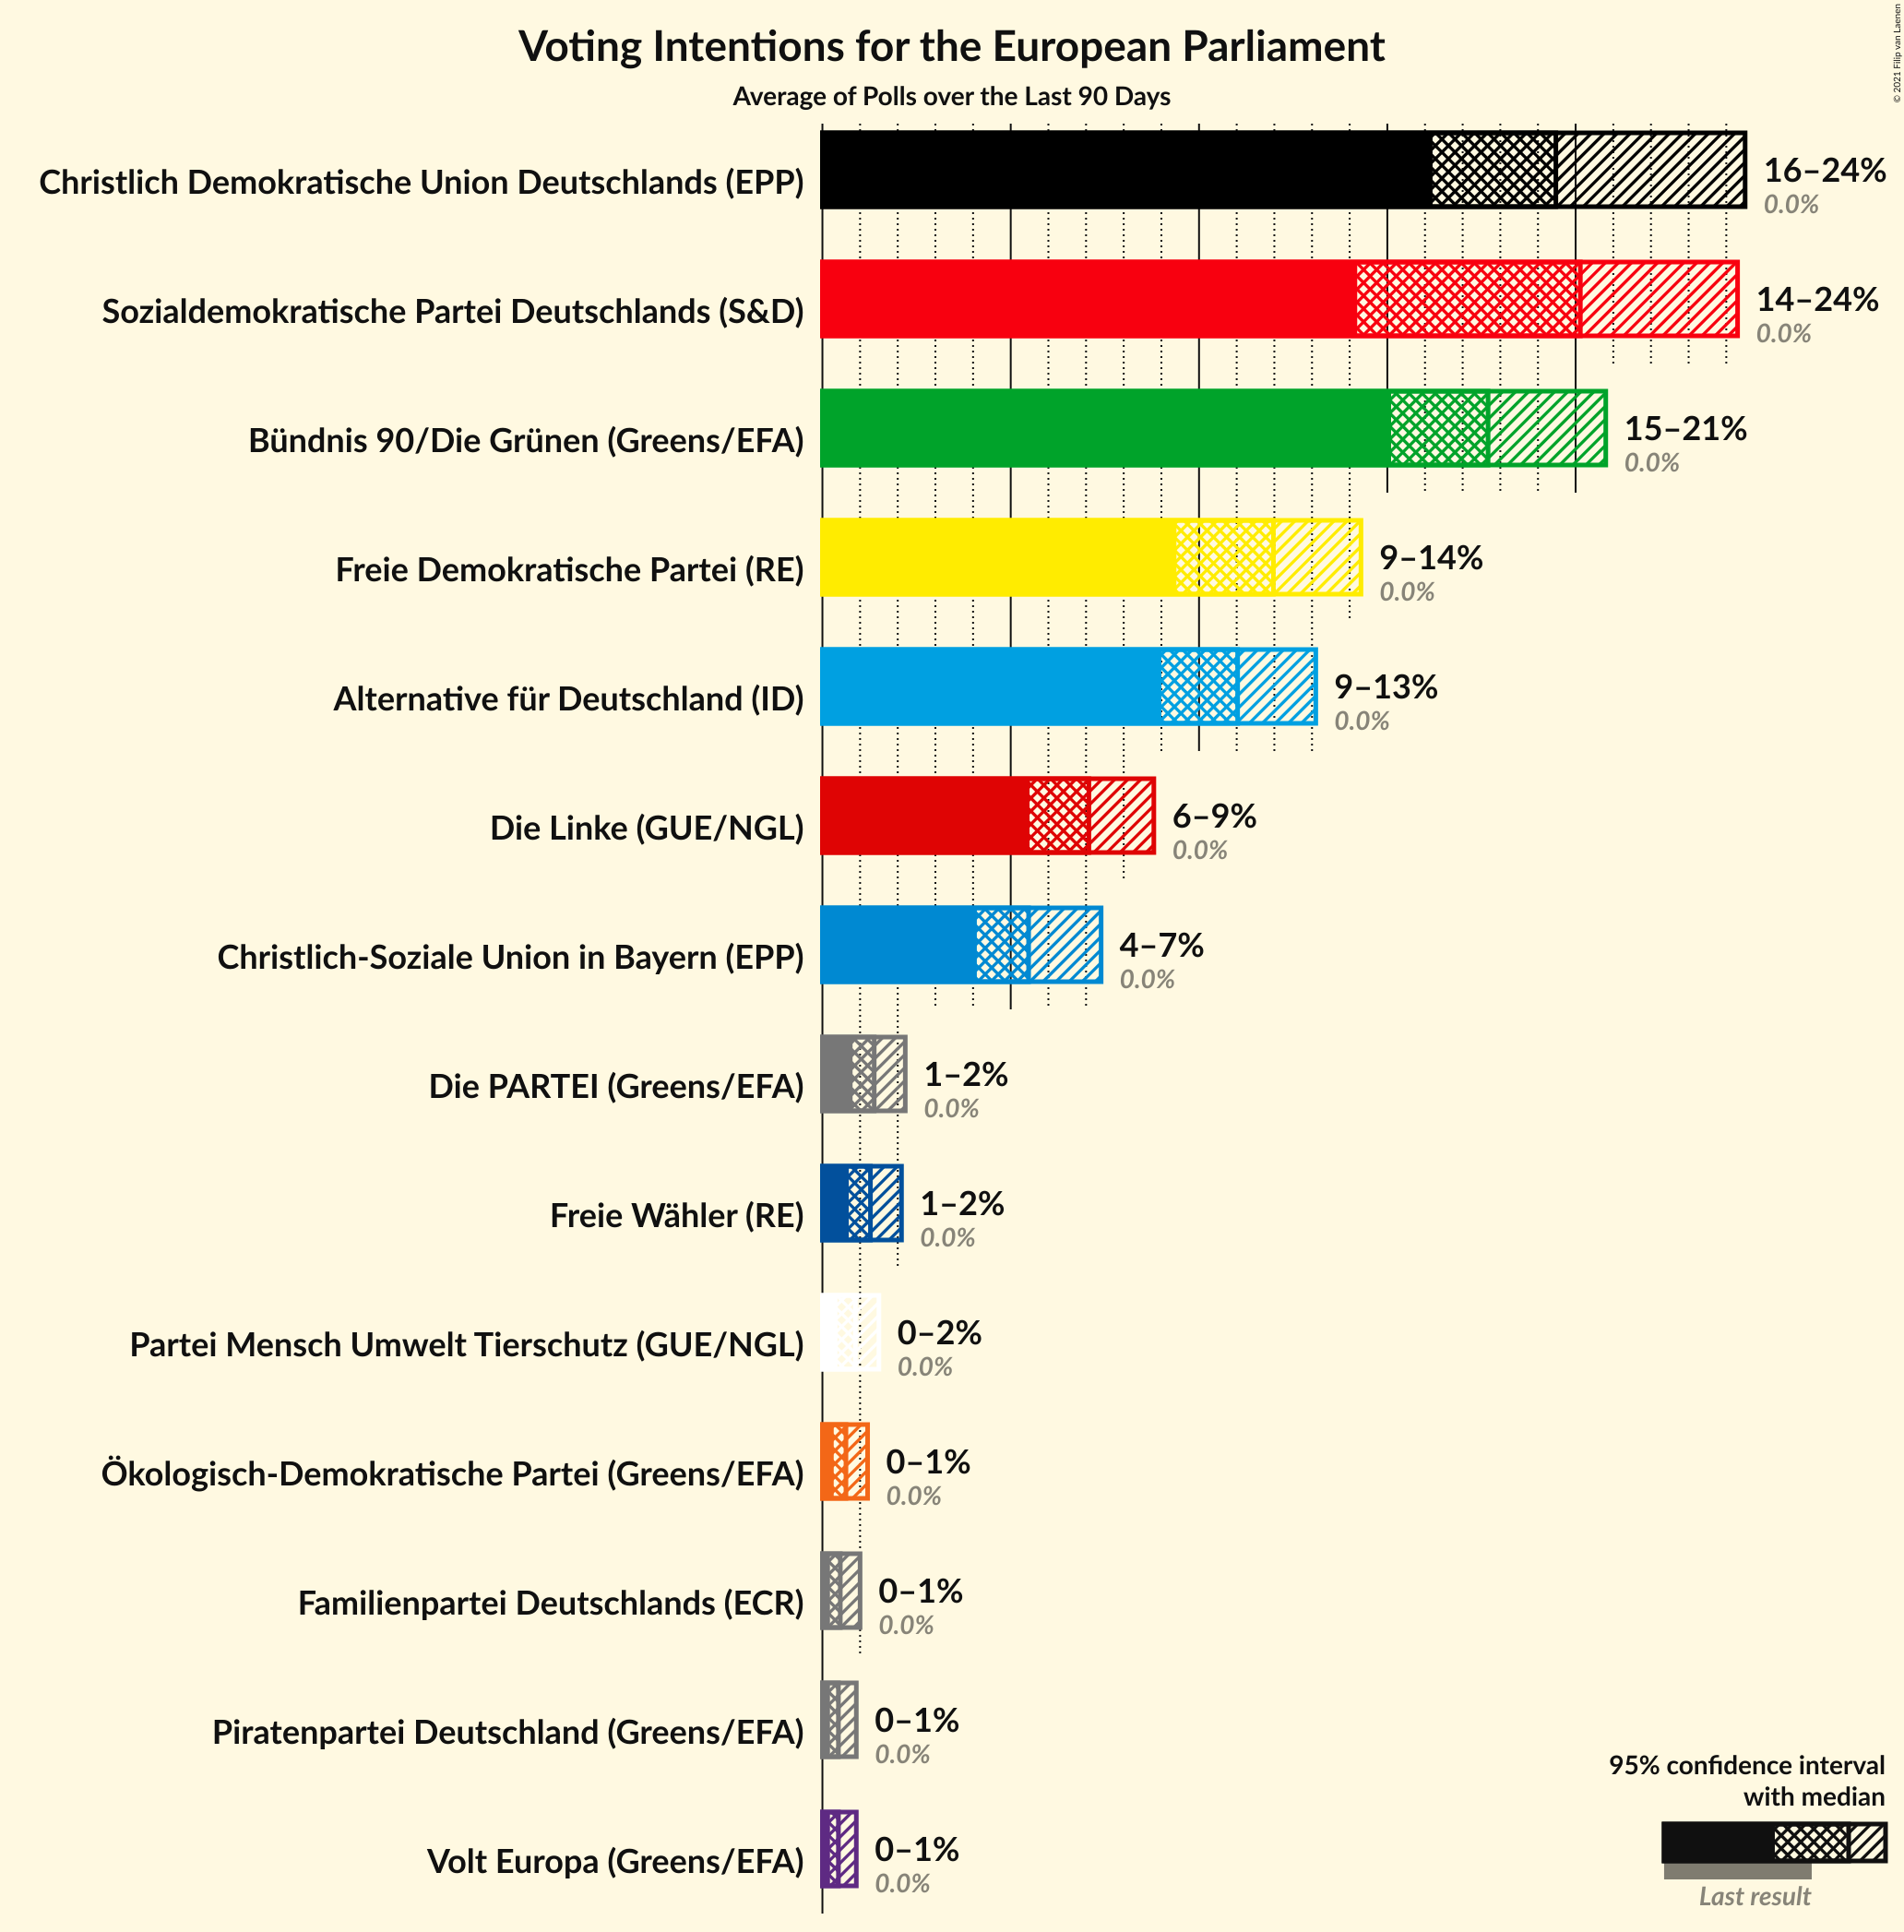 Voting Intentions for the European Parliament
Average of Polls over the Last 90 Days
© 2021 Filip van Laenen
Christlich Demokratische Union Deutschlands (EPP)
16–24%
0.0%
Sozialdemokratische Partei Deutschlands (S&D)
14–24%
0.0%
Bündnis 90/Die Grünen (Greens/EFA)
15–21%
0.0%
Freie Demokratische Partei (RE)
9–14%
0.0%
Alternative für Deutschland (ID)
9–13%
0.0%
Die Linke (GUE/NGL)
6–9%
0.0%
Christlich-Soziale Union in Bayern (EPP)
4–7%
0.0%
Die PARTEI (Greens/EFA)
1–2%
0.0%
Freie Wähler (RE)
1–2%
0.0%
Partei Mensch Umwelt Tierschutz (GUE/NGL)
0–2%
0.0%
Ökologisch-Demokratische Partei (Greens/EFA)
0–1%
0.0%
Familienpartei Deutschlands (ECR)
0–1%
0.0%
Piratenpartei Deutschland (Greens/EFA)
0–1%
0.0%
Volt Europa (Greens/EFA)
0–1%
0.0%
95% confidence interval
with median
Last result